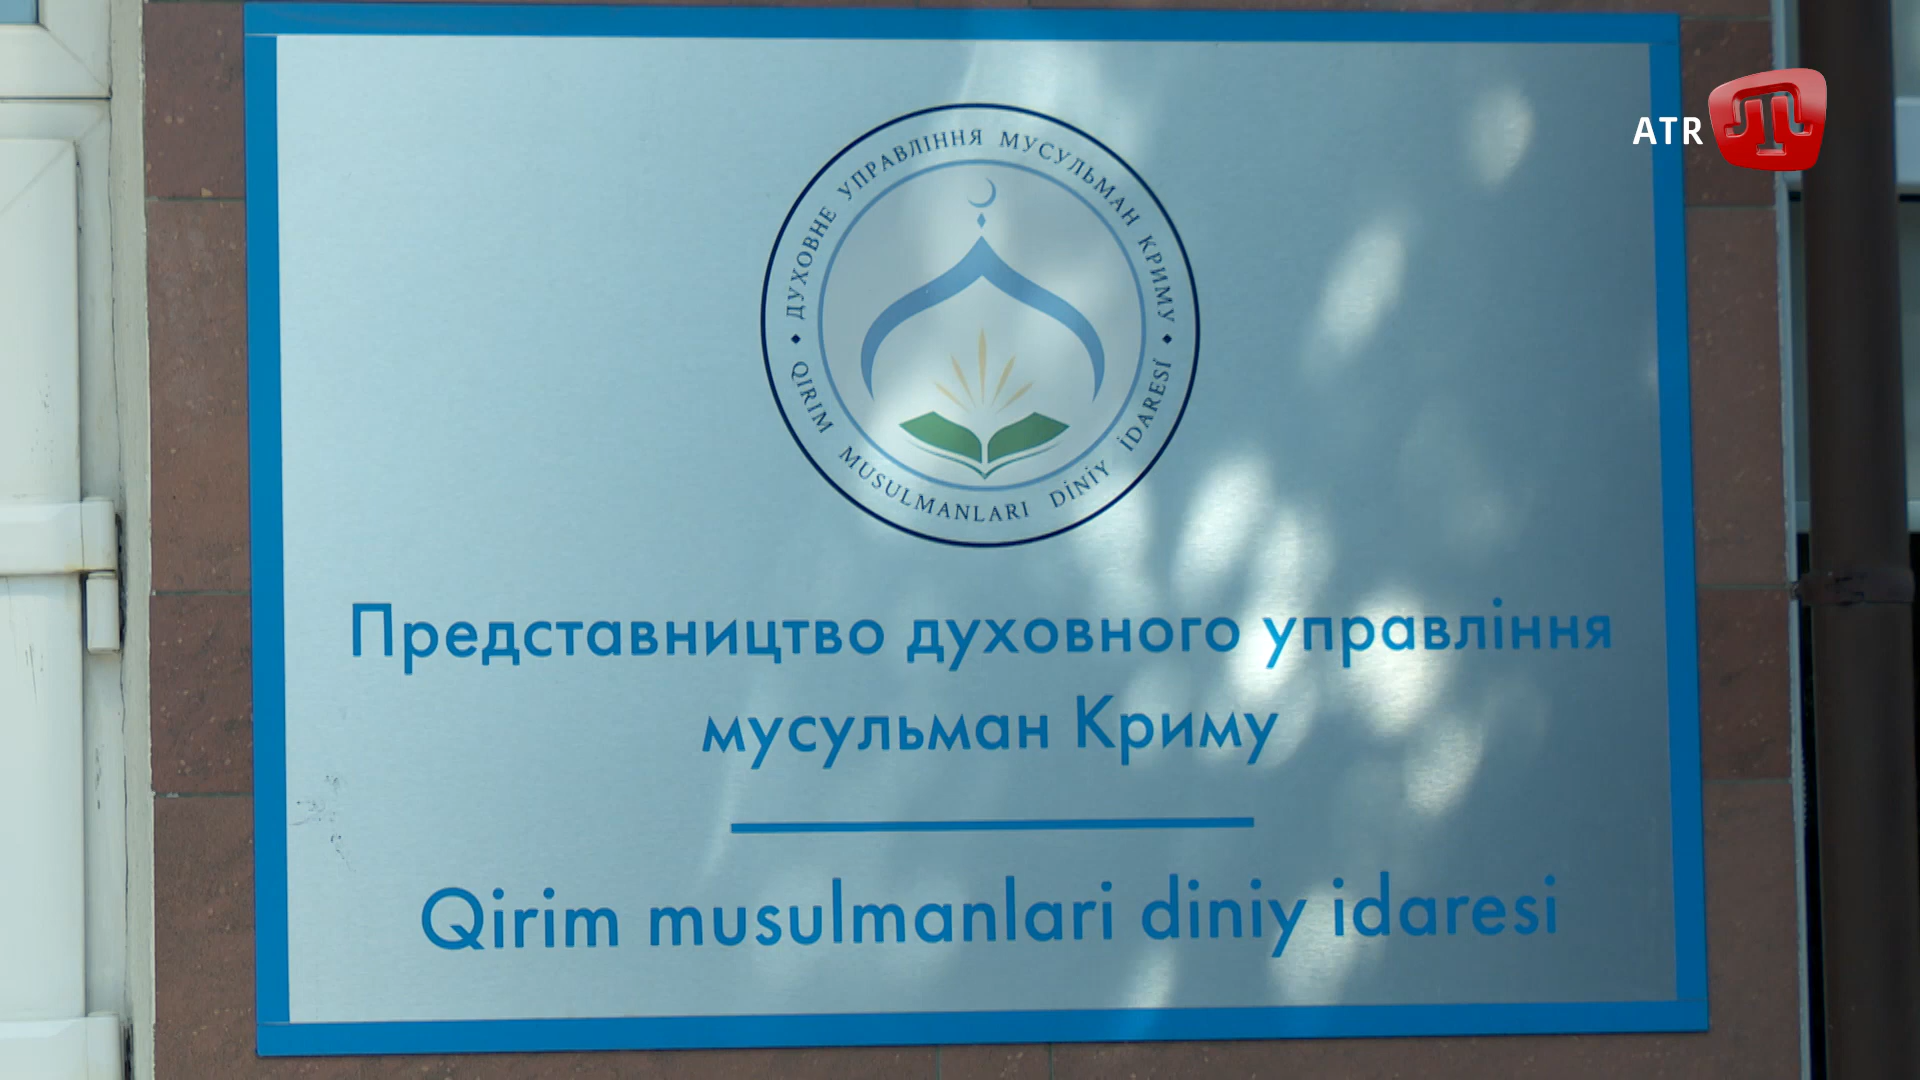 ATR
ДУХОВНЕ УПРАВЛІННЯ МУСУЛЬМАН КРИМУ
QIRIM MUSULMANLARI DİNİY İDARESİ
Представництво духовного управління
мусульман Криму
Qirim musulmanlari diniy idaresi